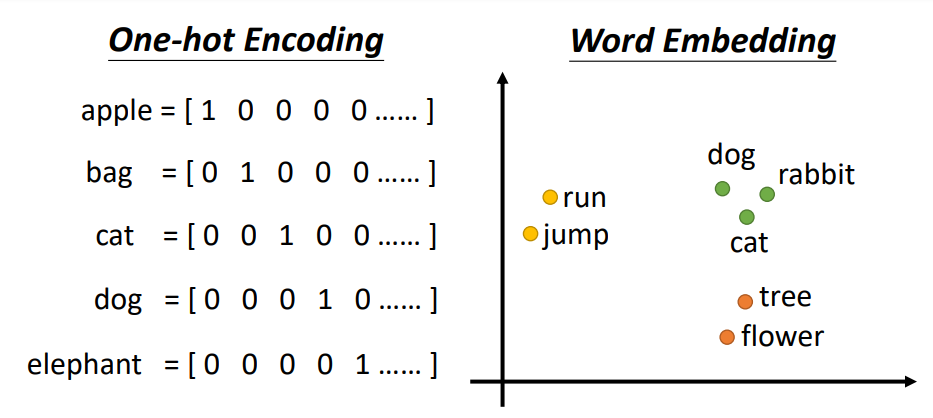 One-hot Encoding
apple = [ 1 0 0 0 0 …… ]
bag = [ 0 1 0 0 0 …… ]
cat = [ 0 0 1 0 0 …… ]
dog = [ 0 0 0 1 0 …… ]
elephant = [ 0 0 0 0 1 …… ]
Word Embedding
dog
rabbit
run
jump
cat
tree
flower